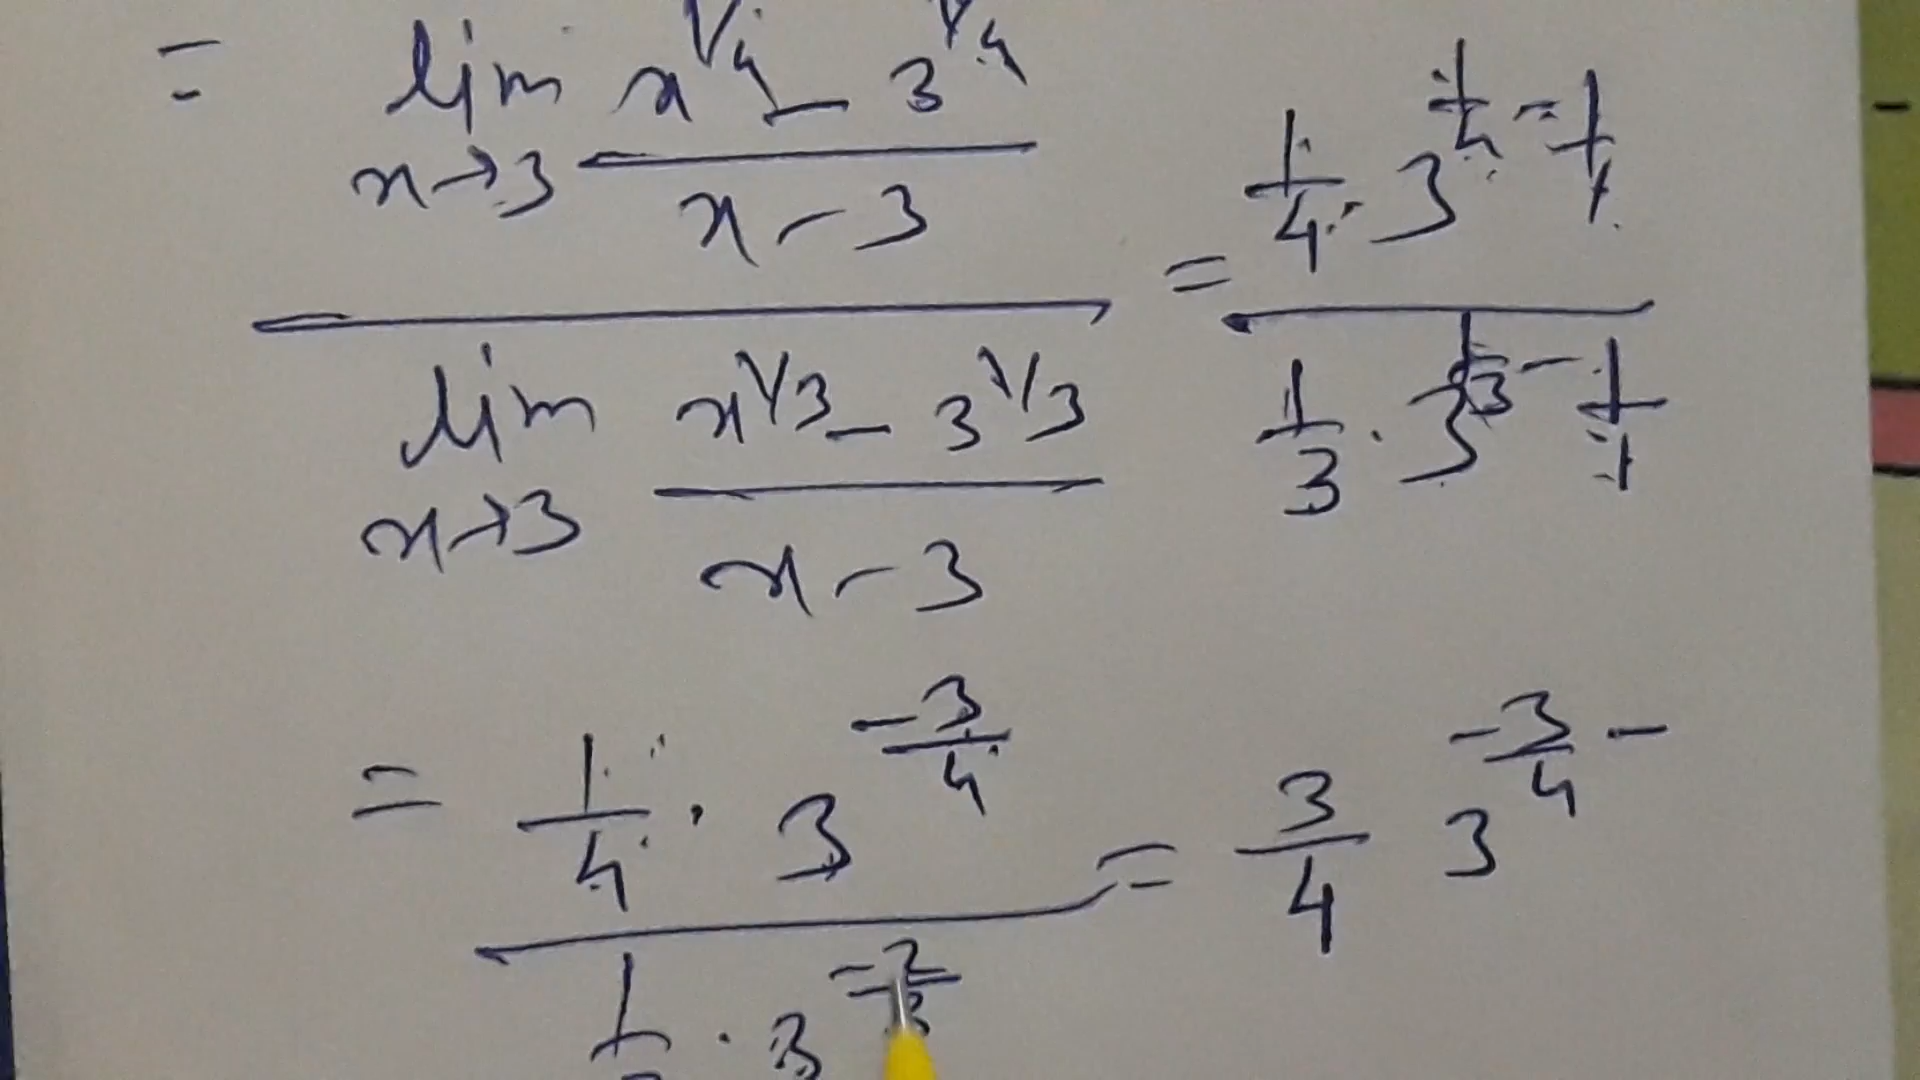 = lim x→3 (x^1/4 - 3^1/4)/(x - 3)
/ lim x→3 (x^1/3 - 3^1/3)/(x - 3)
= (1/4 · 3^(1/4 - 1/1)) / (1/3 · 3^(1/3 - 1/1))
= (1/4 · 3^(-3/4)) / (1/ · 3^(-2/3))
= 3/4 3^(-3/4 -